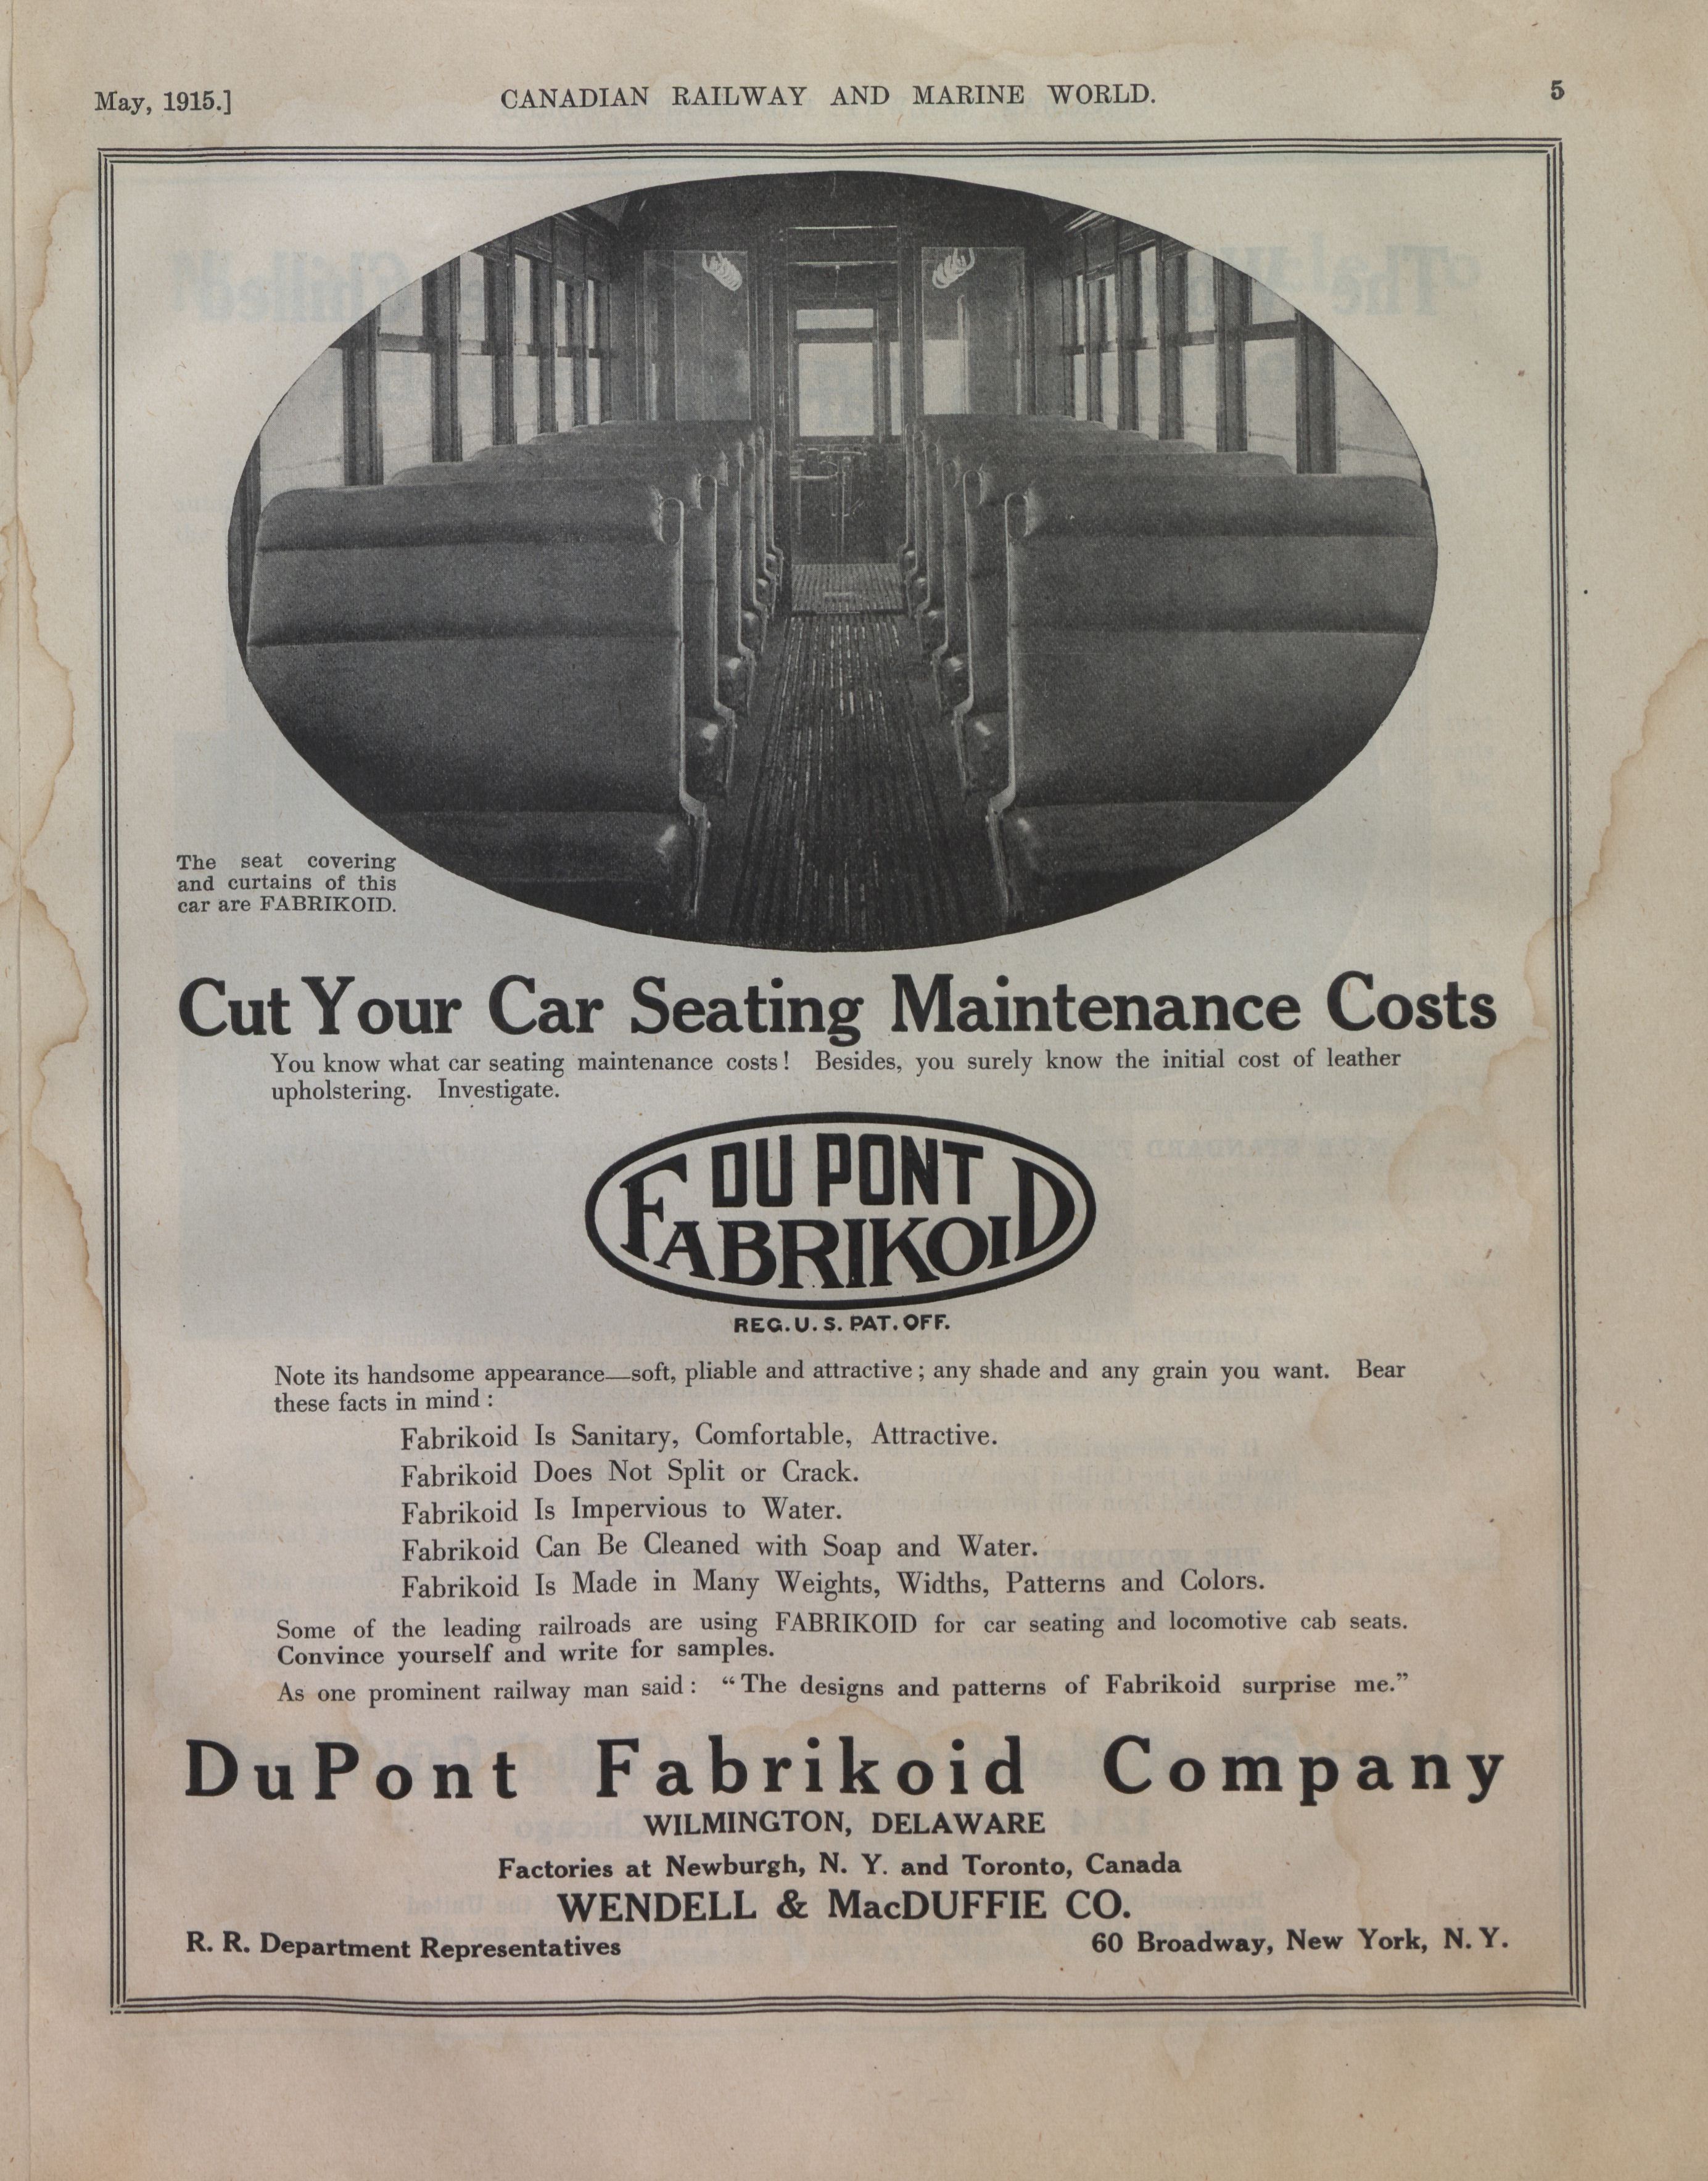 May, 1915.]
CANADIAN RAILWAY AND MARINE WORLD.
5
The seat covering
and curtains of this
car are FABRIKOID.
Cut Your Car Seating Maintenance Costs
You know what car seating maintenance costs! Besides, you surely know the initial cost of leather
upholstering. Investigate.
DU PONT
FABRIKOID
REG. U. S. PAT. OFF.
Note its handsome appearance—soft, pliable and attractive; any shade and any grain you want. Bear
these facts in mind:
Fabrikoid Is Sanitary, Comfortable, Attractive.
Fabrikoid Does Not Split or Crack.
Fabrikoid Is Impervious to Water.
Fabrikoid Can Be Cleaned with Soap and Water.
Fabrikoid Is Made in Many Weights, Widths, Patterns and Colors.
Some of the leading railroads are using FABRIKOID for car seating and locomotive cab seats.
Convince yourself and write for samples.
As one prominent railway man said: "The designs and patterns of Fabrikoid surprise me."
DuPont Fabrikoid Company
WILMINGTON, DELAWARE
Factories at Newburgh, N. Y. and Toronto, Canada
WENDELL & MacDUFFIE CO.
R. R. Department Representatives
60 Broadway, New York, N. Y.